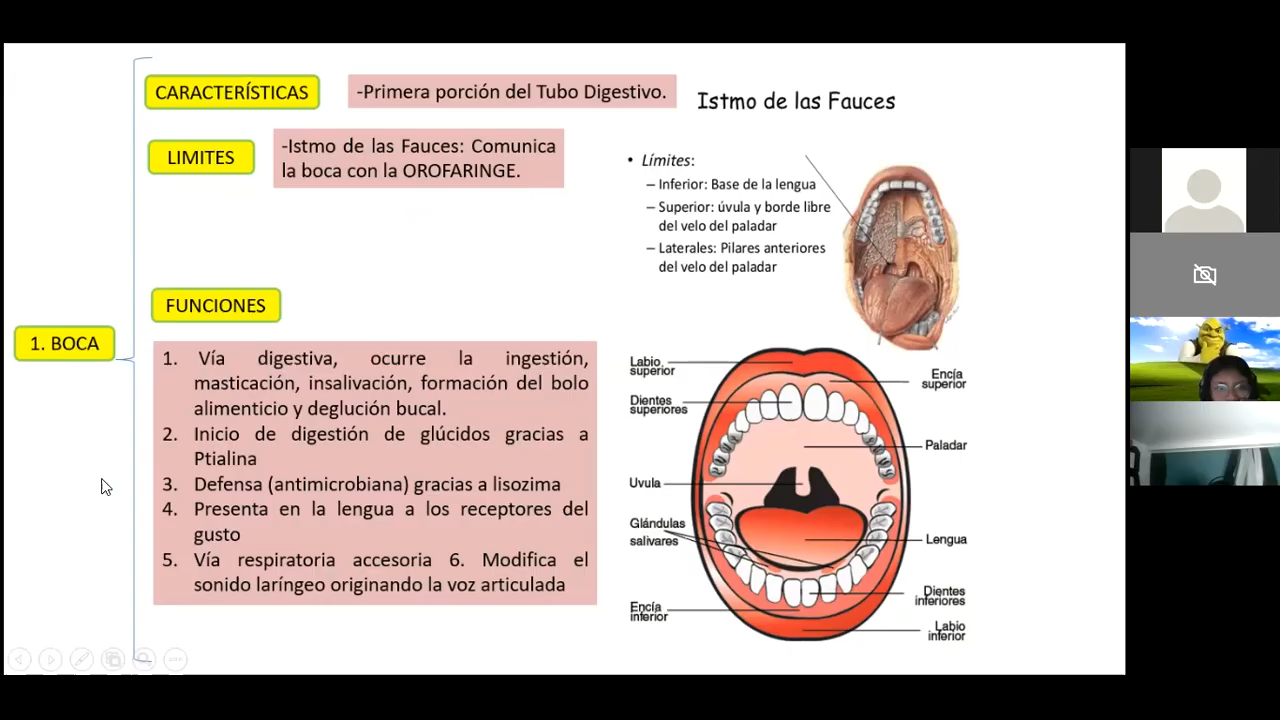 CARACTERÍSTICAS
-Primera porción del Tubo Digestivo.
LIMITES
-Istmo de las Fauces: Comunica
la boca con la OROFARINGE.
FUNCIONES
1. BOCA
1. Vía digestiva, ocurre la ingestión,
masticación, insalivación, formación del bolo
alimenticio y deglución bucal.
2. Inicio de digestión de glúcidos gracias a
Ptialina
3. Defensa (antimicrobiana) gracias a lisozima
4. Presenta en la lengua a los receptores del
gusto
5. Vía respiratoria accesoria 6. Modifica el
sonido laríngeo originando la voz articulada
Istmo de las Fauces
• Límites:
– Inferior: Base de la lengua
– Superior: úvula y borde libre
del velo del paladar
– Laterales: Pilares anteriores
del velo del paladar
Labio
superior
Encía
superior
Dientes
superiores
Paladar
Uvula
Glándulas
salivares
Lengua
Dientes
inferiores
Encía
inferior
Labio
inferior